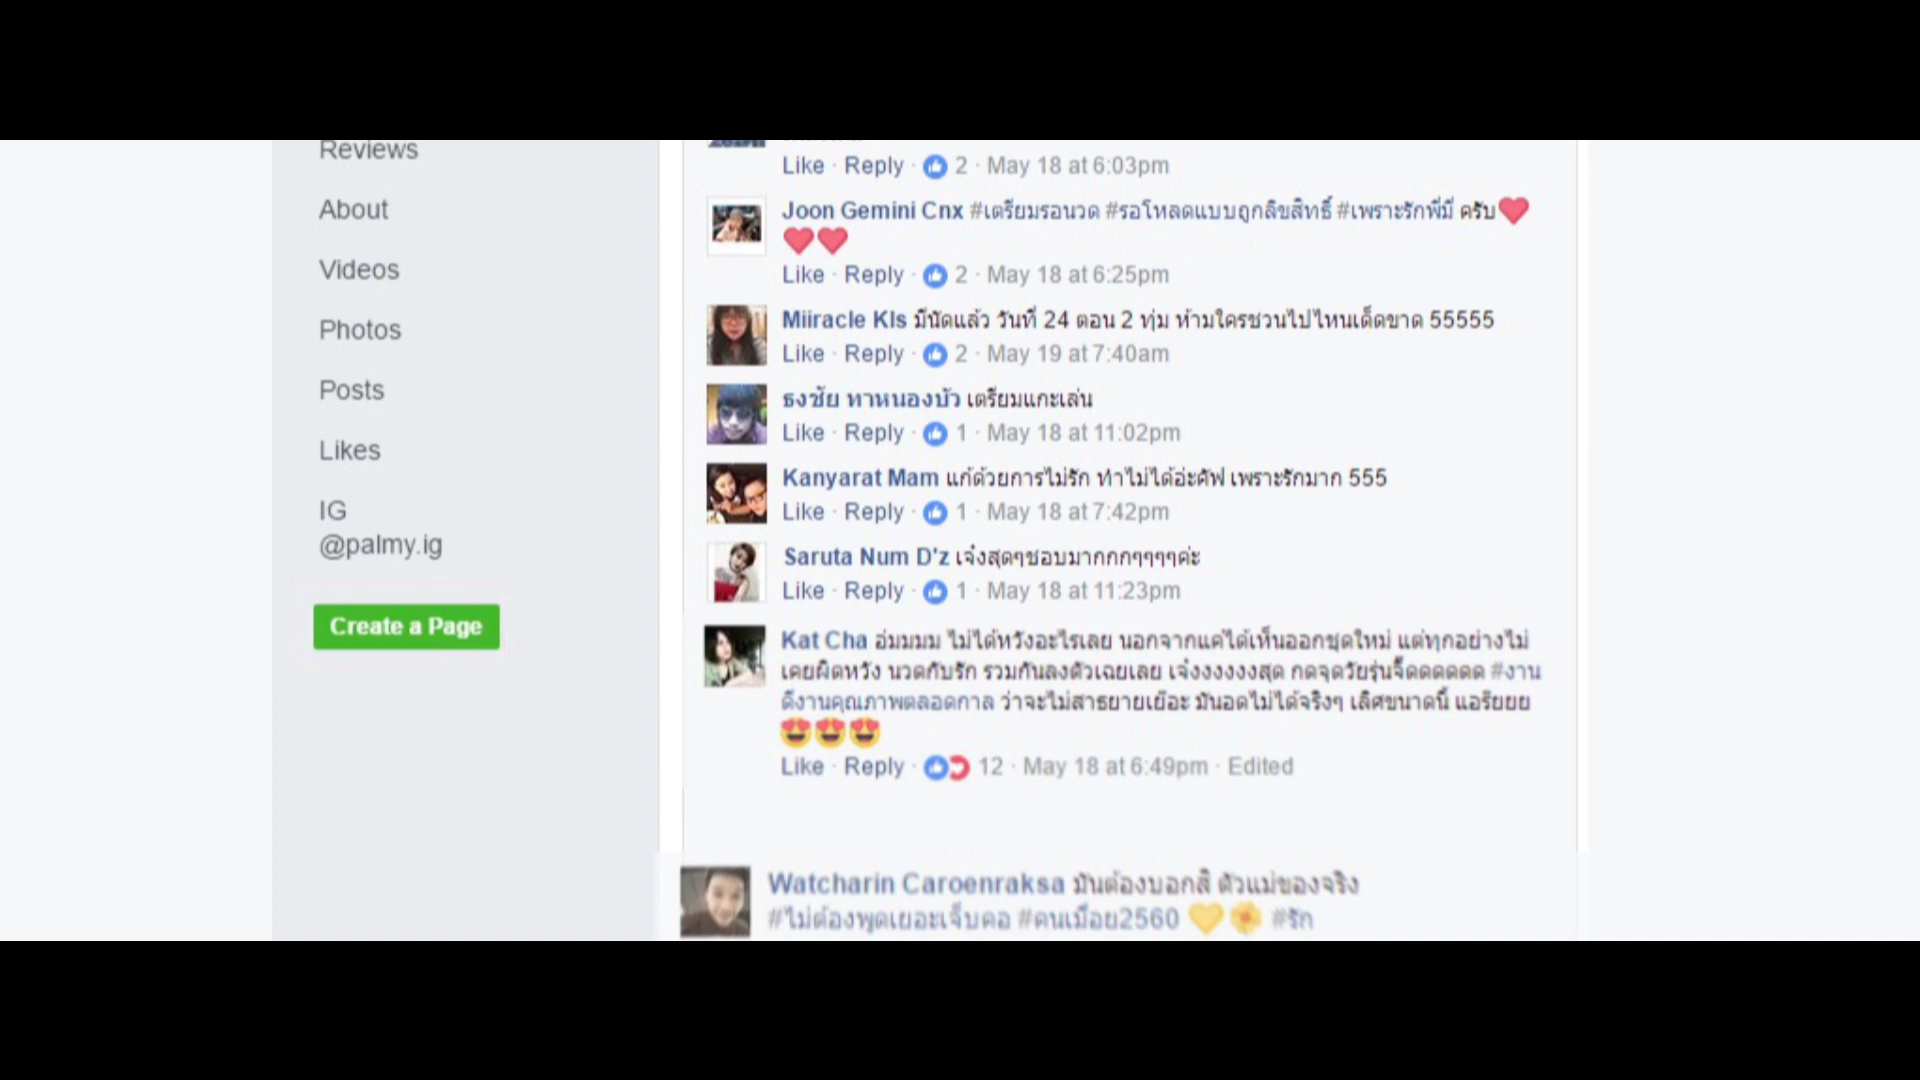 Reviews
About
Videos
Photos
Posts
Likes
IG
@palmy.ig
Create a Page
Like · Reply · 2 · May 18 at 6:03pm
Joon Gemini Cnx #เตรียมรอนวด #รอโหลดแบบถูกลิขสิทธิ์ #เพราะรักพี่มี่ ครับ❤
❤❤
Like · Reply · 2 · May 18 at 6:25pm
Miiracle Kls มีนัดแล้ว วันที่ 24 ตอน 2 ทุ่ม ห้ามใครชวนไปไหนเด็ดขาด 55555
Like · Reply · 2 · May 19 at 7:40am
ธงชัย ทาหนองบัว เตรียมแกะเล่น
Like · Reply · 1 · May 18 at 11:02pm
Kanyarat Mam แก้ด้วยการไม่รัก ทำไม่ได้อ่ะคัฟ เพราะรักมาก 555
Like · Reply · 1 · May 18 at 7:42pm
Saruta Num D'z เจ๋งสุดๆชอบมากกกๆๆๆๆค่ะ
Like · Reply · 1 · May 18 at 11:23pm
Kat Cha อ่มมมม ไม่ได้หวังอะไรเลย นอกจากแค่ได้เห็นออกชุดใหม่ แต่ทุกอย่างไม่
เคยผิดหวัง นวดกับรัก รวมกันลงตัวเฉยเลย เจ๋งงงงงงสุด กดจุดวัยรุ่นจี๊ดดดดดด #งาน
ดีงานคุณภาพตลอดกาล ว่าจะไม่สาธยายเยอะ มันอดไม่ได้จริงๆ เลิศขนาดนี้ แอร๊ยยย
😍😍😍
Like · Reply · 12 · May 18 at 6:49pm · Edited
Watcharin Caroenraksa มันต้องบอกสิ ตัวแม่ของจริง
#ไม่ต้องพูดเยอะเจ็บคอ #คนเมื่อย2560 💛🌼 #รัก